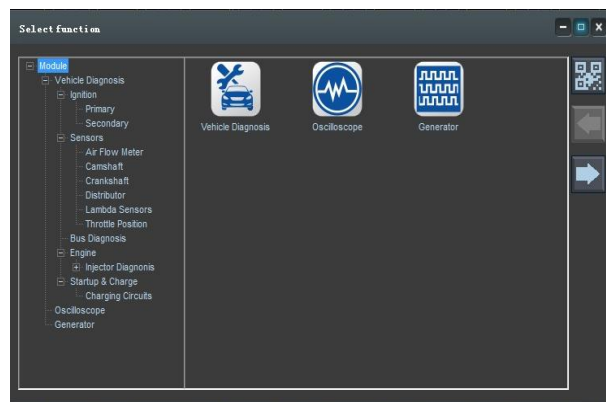 Select function
Module
Vehicle Diagnosis
Ignition
Primary
Secondary
Sensors
Air Flow Meter
Camshaft
Crankshaft
Distributor
Lambda Sensors
Throttle Position
Bus Diagnosis
Engine
Injector Diagnonis
Startup & Charge
Charging Circuits
Oscilloscope
Generator
Vehicle Diagnosis
Oscilloscope
Generator